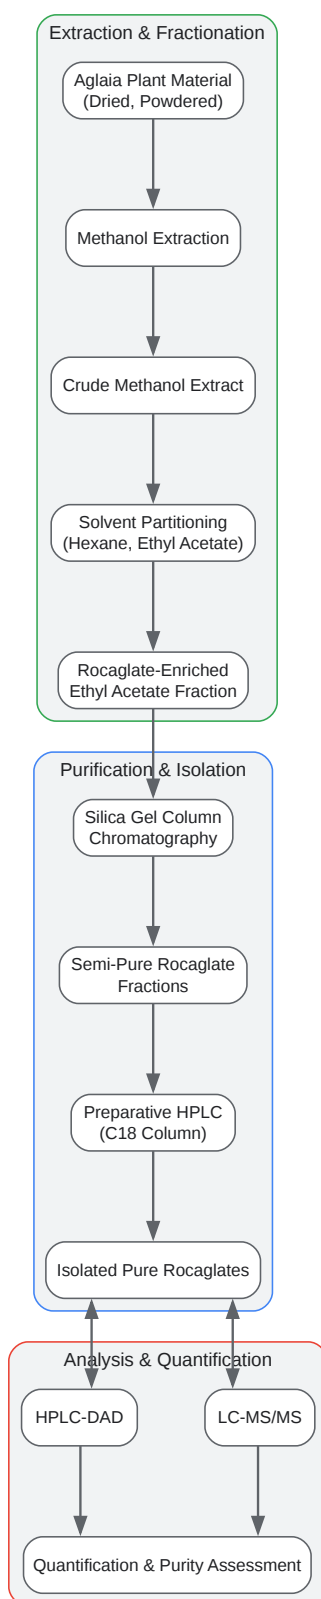 Extraction & Fractionation
Aglaia Plant Material
(Dried, Powdered)
Methanol Extraction
Crude Methanol Extract
Solvent Partitioning
(Hexane, Ethyl Acetate)
Rocaglate-Enriched
Ethyl Acetate Fraction
Purification & Isolation
Silica Gel Column
Chromatography
Semi-Pure Rocaglate
Fractions
Preparative HPLC
(C18 Column)
Isolated Pure Rocaglates
Analysis & Quantification
HPLC-DAD
LC-MS/MS
Quantification & Purity Assessment